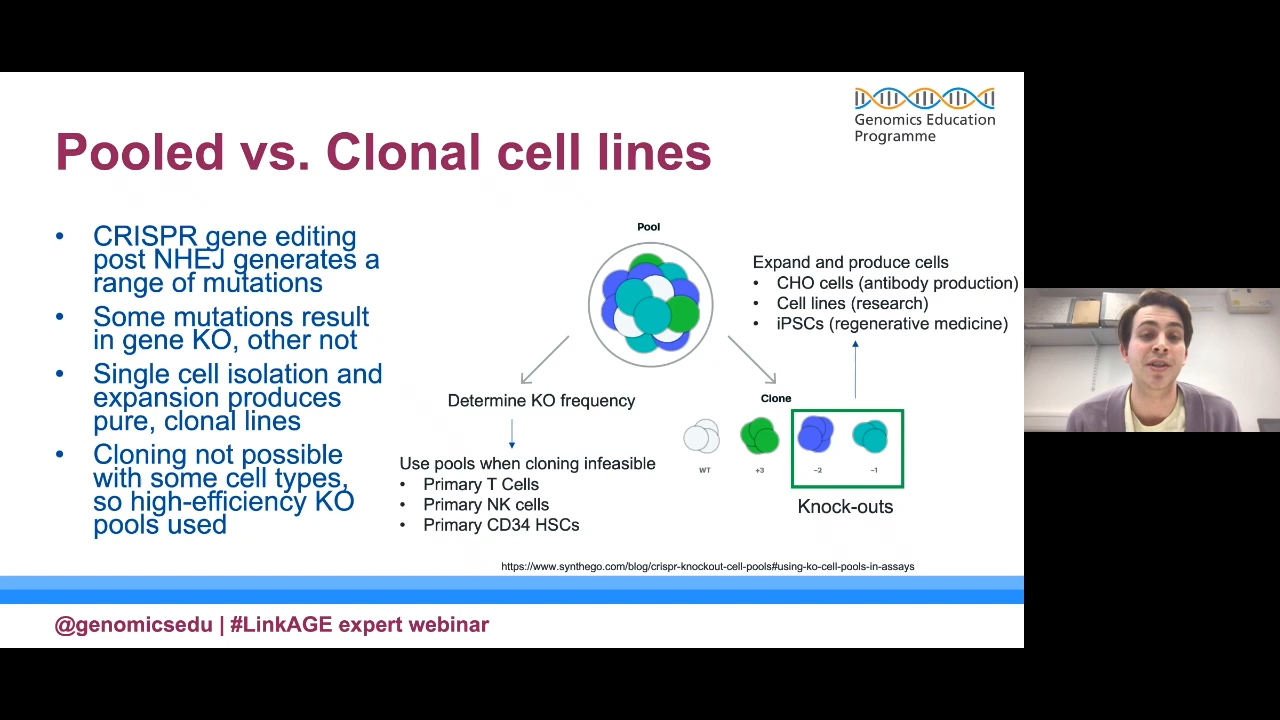 Genomics Education
Programme
Pooled vs. Clonal cell lines
• CRISPR gene editing
post NHEJ generates a
range of mutations
• Some mutations result
in gene KO, other not
• Single cell isolation and
expansion produces
pure, clonal lines
• Cloning not possible
with some cell types,
so high-efficiency KO
pools used
Pool
Determine KO frequency
Use pools when cloning infeasible
• Primary T Cells
• Primary NK cells
• Primary CD34 HSCs
Expand and produce cells
• CHO cells (antibody production)
• Cell lines (research)
• iPSCs (regenerative medicine)
Clone
WT +3 −2 −1
Knock-outs
https://www.synthego.com/blog/crispr-knockout-cell-pools#using-ko-cell-pools-in-assays
@genomicsedu | #LinkAGE expert webinar